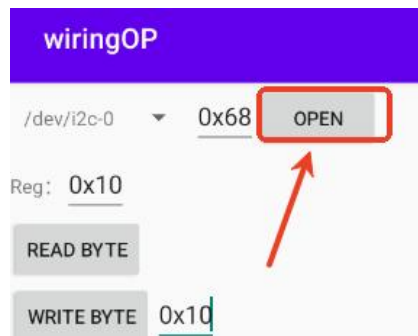 wiringOP
/dev/i2c-0 0x68 OPEN
Reg: 0x10
READ BYTE
WRITE BYTE 0x10